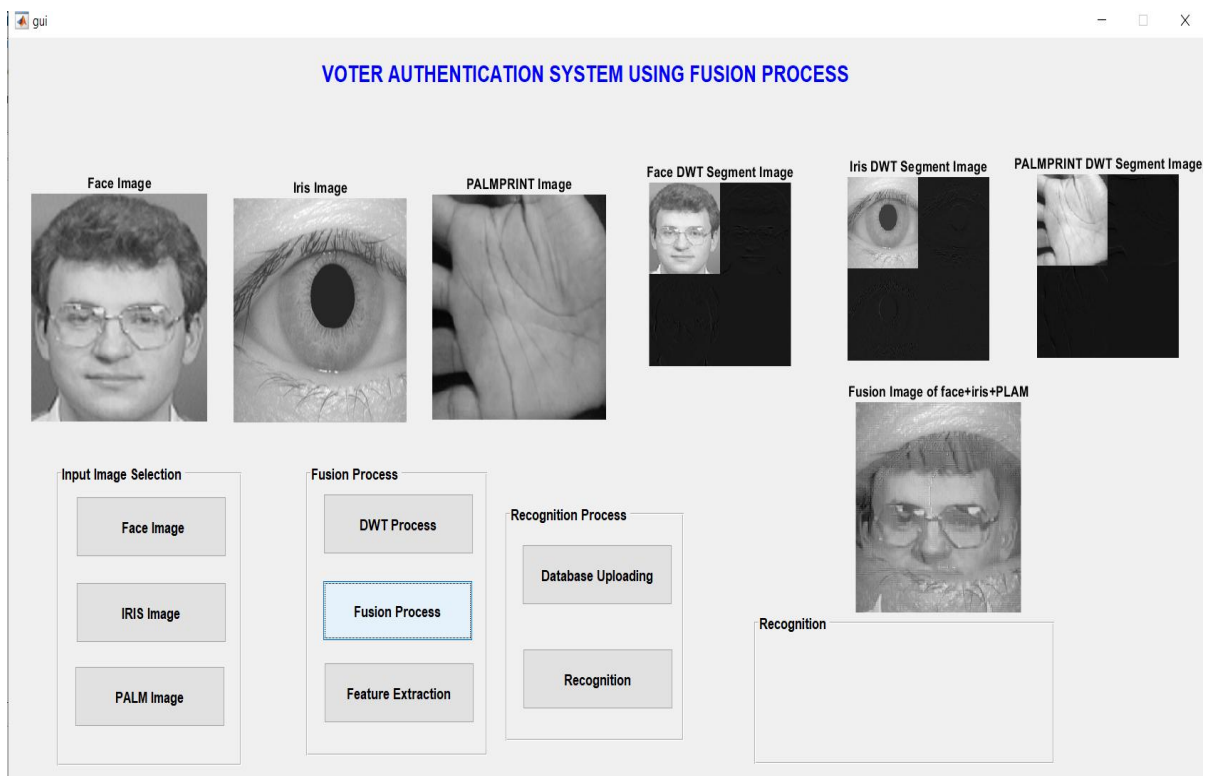 gui
VOTER AUTHENTICATION SYSTEM USING FUSION PROCESS
Face Image
Iris Image
PALMPRINT Image
Face DWT Segment Image
Iris DWT Segment Image
PALMPRINT DWT Segment Image
Fusion Image of face+iris+PLAM
Input Image Selection
Face Image
IRIS Image
PALM Image
Fusion Process
DWT Process
Fusion Process
Feature Extraction
Recognition Process
Database Uploading
Recognition
Recognition